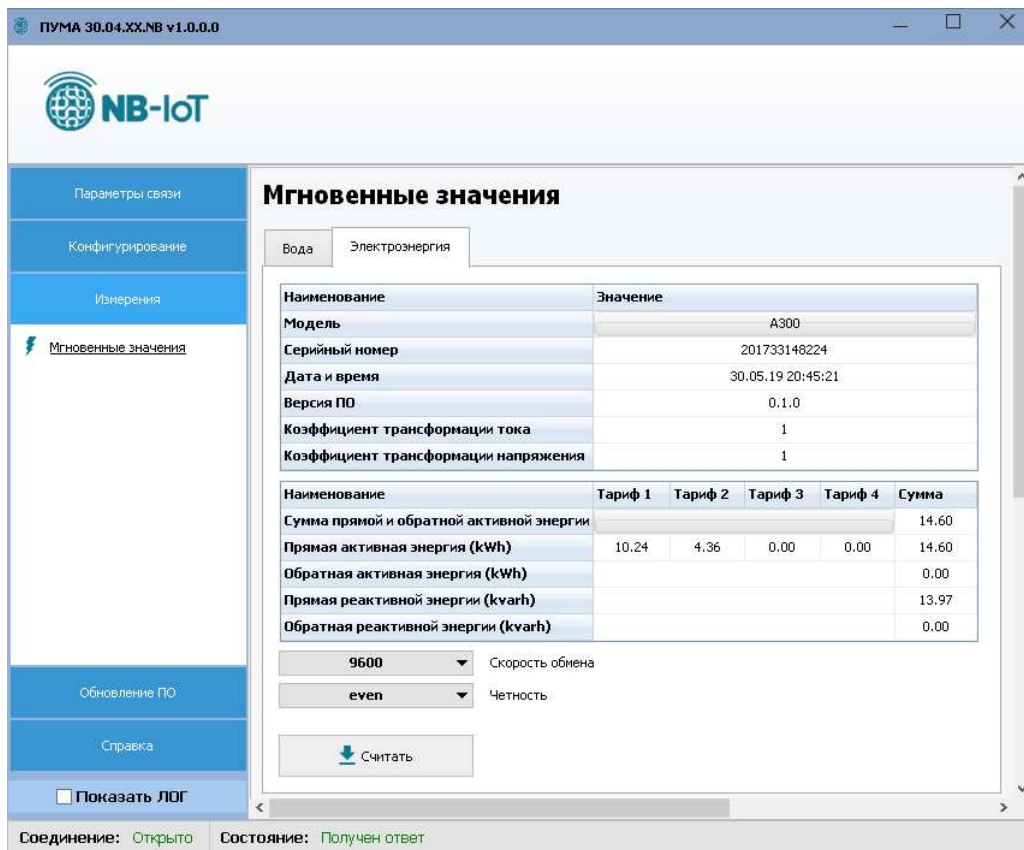 ПУМА 30.04.XX.NB v1.0.0.0
NB-IoT
Параметры связи
Конфигурирование
Измерения
Мгновенные значения
Обновление ПО
Справка
Показать ЛОГ
Мгновенные значения
Вода Электроэнергия
Наименование Значение
Модель А300
Серийный номер 201733148224
Дата и время 30.05.19 20:45:21
Версия ПО 0.1.0
Коэффициент трансформации тока 1
Коэффициент трансформации напряжения 1
Наименование Тариф 1 Тариф 2 Тариф 3 Тариф 4 Сумма
Сумма прямой и обратной активной энергии 14.60
Прямая активная энергия (kWh) 10.24 4.36 0.00 0.00 14.60
Обратная активная энергия (kWh) 0.00
Прямая реактивной энергии (kvarh) 13.97
Обратная реактивной энергии (kvarh) 0.00
9600 Скорость обмена
even Четность
Считать
Соединение: Открыто Состояние: Получен ответ